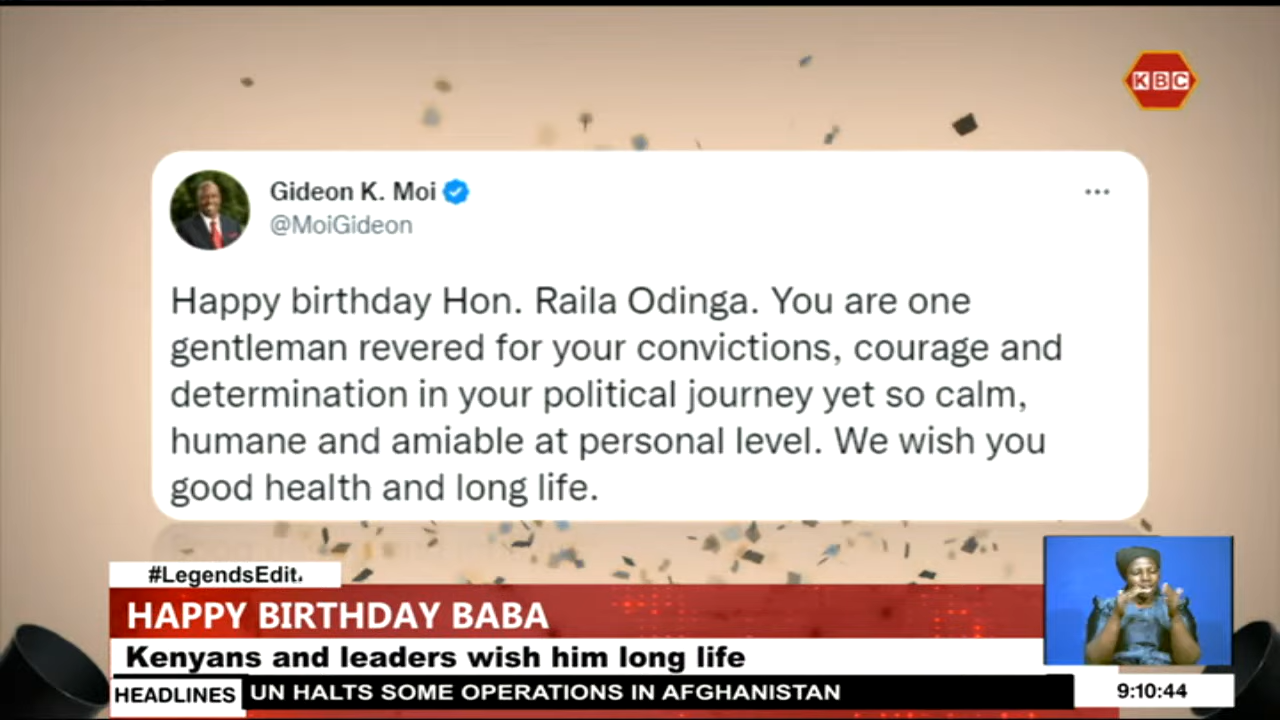 KBC
Gideon K. Moi
@MoiGideon
Happy birthday Hon. Raila Odinga. You are one
gentleman revered for your convictions, courage and
determination in your political journey yet so calm,
humane and amiable at personal level. We wish you
good health and long life.
#LegendsEdit
HAPPY BIRTHDAY BABA
Kenyans and leaders wish him long life
HEADLINES UN HALTS SOME OPERATIONS IN AFGHANISTAN
9:10:44